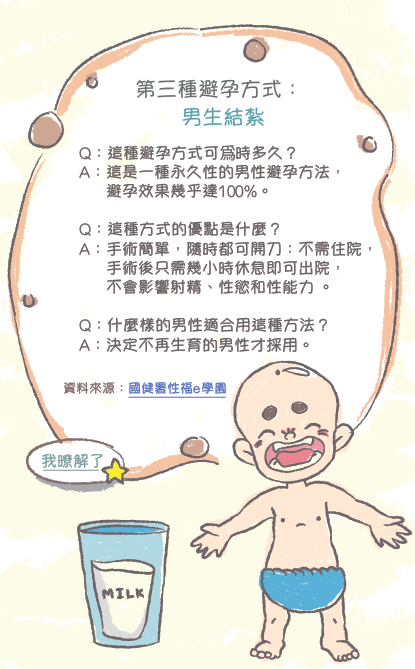 第三種避孕方式：
男生結紮
Q：這種避孕方式可為時多久？
A：這是一種永久性的男性避孕方法，
避孕效果幾乎達100%。
Q：這種方式的優點是什麼？
A：手術簡單，隨時都可開刀；不需住院，
手術後只需幾小時休息即可出院，
不會影響射精、性慾和性能力。
Q：什麼樣的男性適合用這種方法？
A：決定不再生育的男性才採用。
資料來源：國健署性福e學園
我瞭解了
MILK